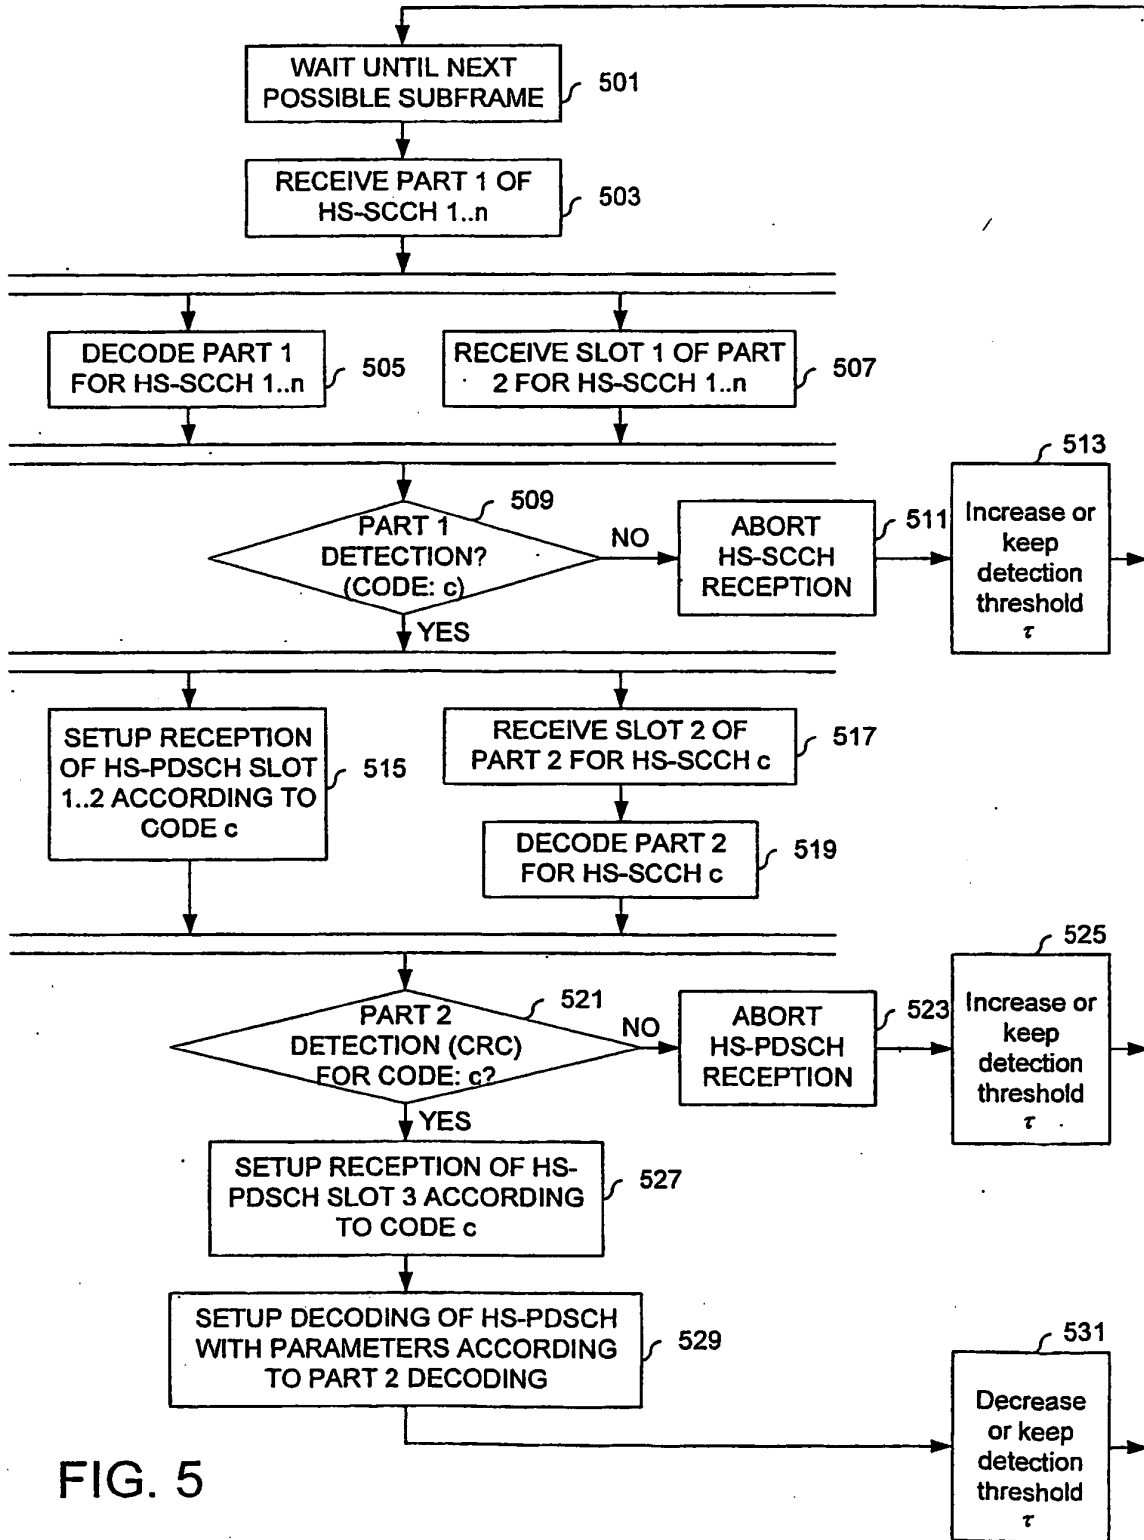 WAIT UNTIL NEXT
POSSIBLE SUBFRAME
501
RECEIVE PART 1 OF
HS-SCCH 1..n
503
DECODE PART 1
FOR HS-SCCH 1..n
505
RECEIVE SLOT 1 OF PART
2 FOR HS-SCCH 1..n
507
PART 1
DETECTION?
(CODE: c)
509
NO
YES
ABORT
HS-SCCH
RECEPTION
511
513
Increase or
keep
detection
threshold
τ
SETUP RECEPTION
OF HS-PDSCH SLOT
1..2 ACCORDING TO
CODE c
515
RECEIVE SLOT 2 OF
PART 2 FOR HS-SCCH c
517
DECODE PART 2
FOR HS-SCCH c
519
PART 2
DETECTION (CRC)
FOR CODE: c?
521
NO
YES
ABORT
HS-PDSCH
RECEPTION
523
525
Increase or
keep
detection
threshold
τ
SETUP RECEPTION OF HS-
PDSCH SLOT 3 ACCORDING
TO CODE c
527
SETUP DECODING OF HS-PDSCH
WITH PARAMETERS ACCORDING
TO PART 2 DECODING
529
531
Decrease
or keep
detection
threshold
τ
FIG. 5